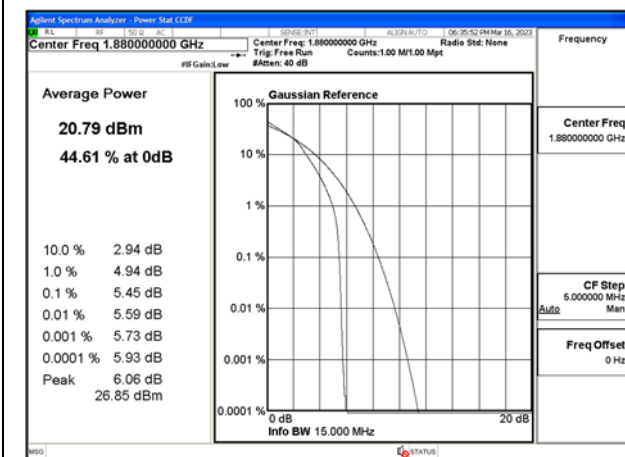 Agilent Spectrum Analyzer - Power Stat CCDF
RL RF 50 Ω AC SENSE:INT ALIGN AUTO 06:35:52 PM Mar 16, 2023
Center Freq 1.880000000 GHz
Center Freq: 1.880000000 GHz Radio Std: None
Trig: Free Run Counts:1.00 M/1.00 Mpt
#IFGain:Low #Atten: 40 dB
Frequency
Average Power
20.79 dBm
44.61 % at 0dB
10.0 % 2.94 dB
1.0 % 4.94 dB
0.1 % 5.45 dB
0.01 % 5.59 dB
0.001 % 5.73 dB
0.0001 % 5.93 dB
Peak 6.06 dB
26.85 dBm
Gaussian Reference
100 %
10 %
1 %
0.1 %
0.01 %
0.001 %
0.0001 %
0 dB 20 dB
Info BW 15.000 MHz
Center Freq
1.880000000 GHz
CF Step
5.000000 MHz
Auto Man
Freq Offset
0 Hz
MSG STATUS